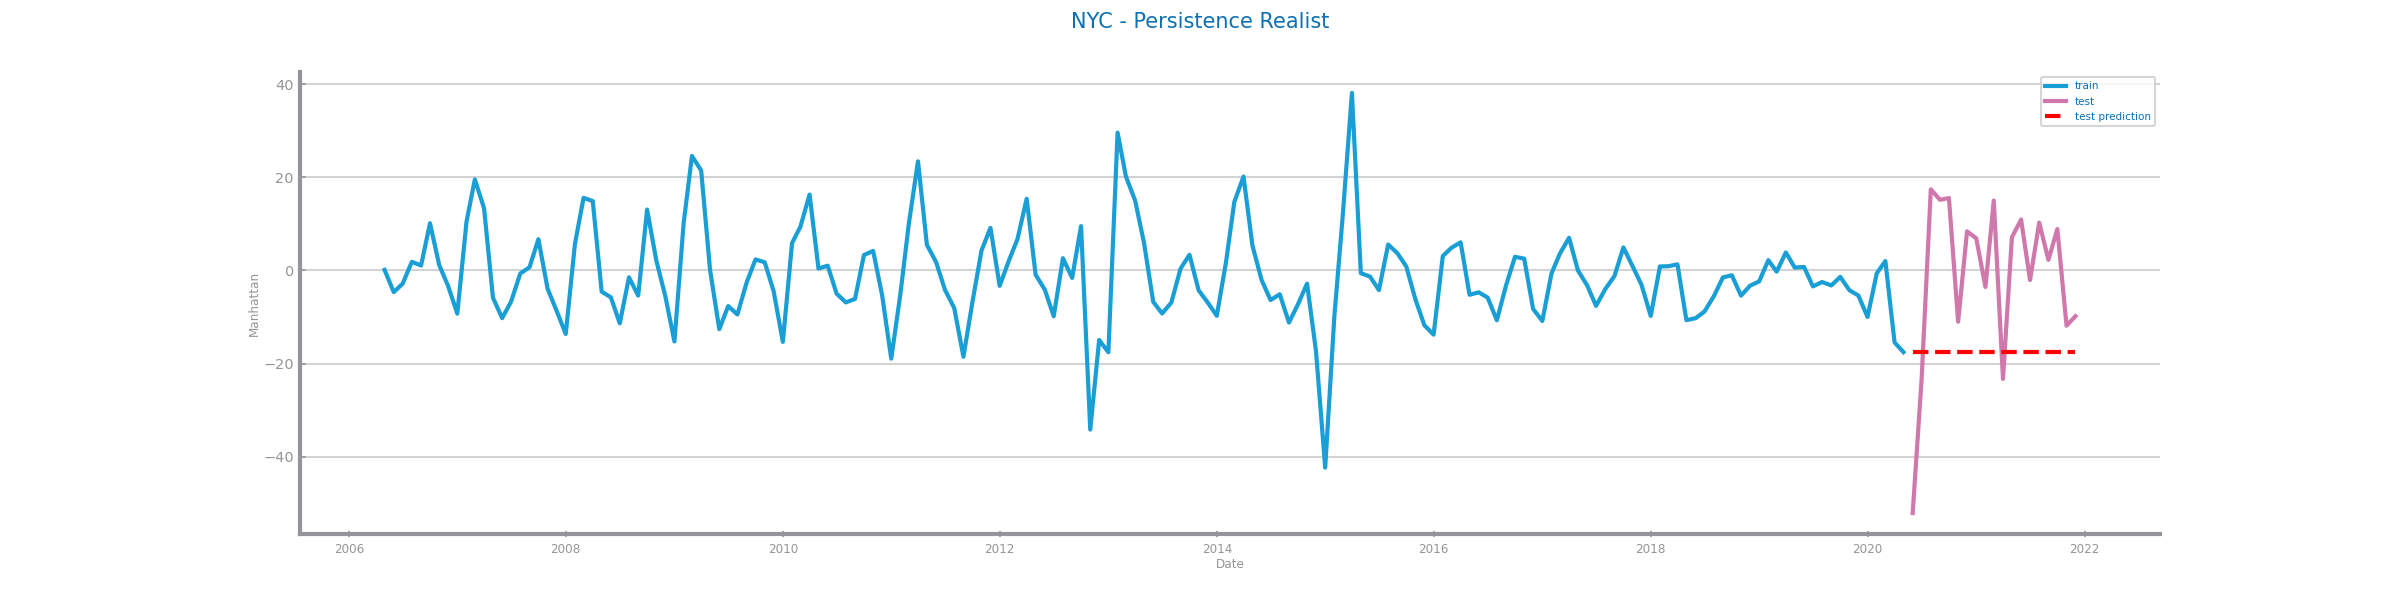 NYC - Persistence Realist
40
20
0
−20
−40
Manhattan
train
test
test prediction
2006
2008
2010
2012
2014
2016
2018
2020
2022
Date